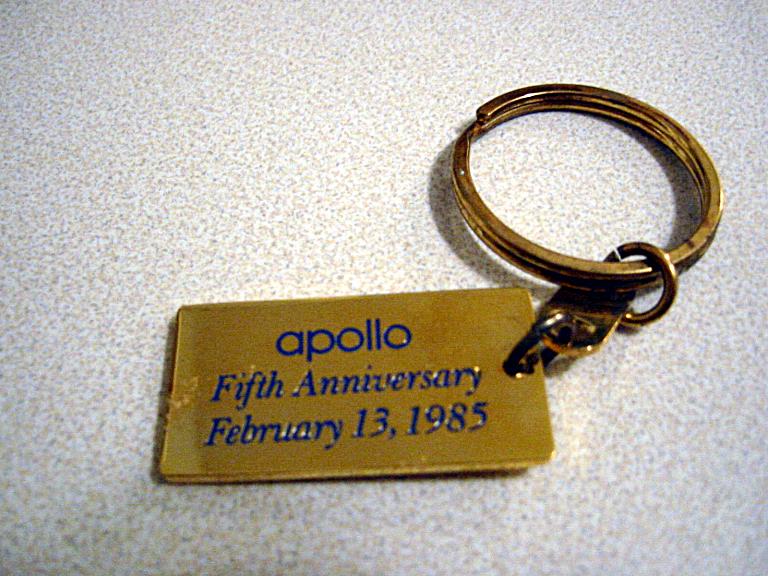 apollo
Fifth Anniversary
February 13, 1985